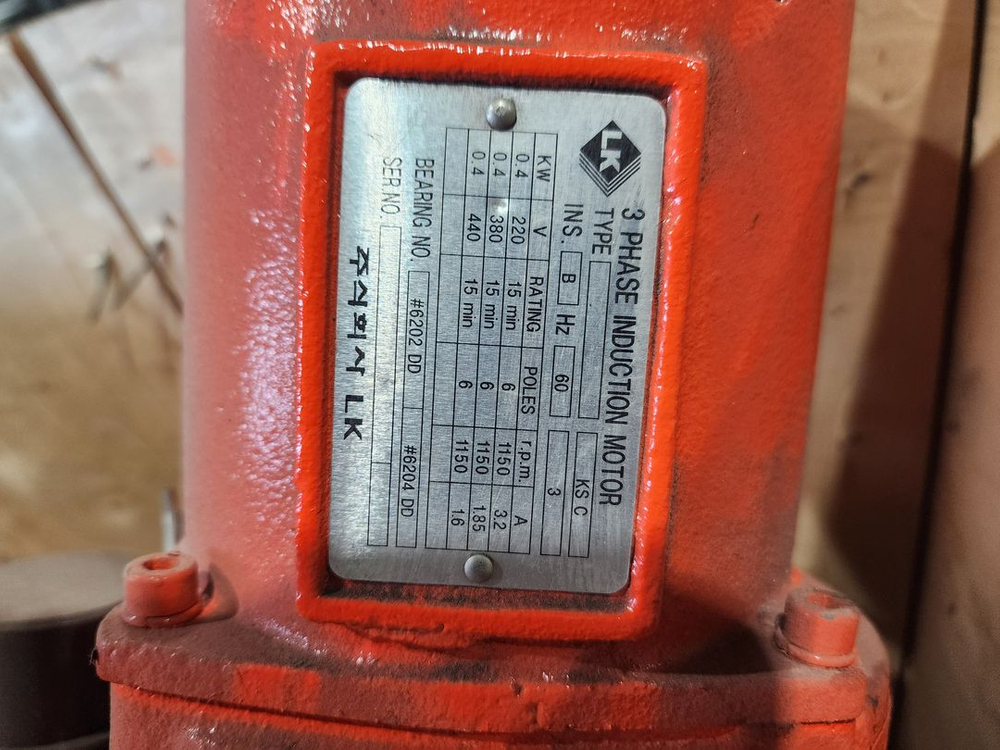 LK
3 PHASE INDUCTION MOTOR
TYPE KS C
INS. B Hz 60 3
KW V RATING POLES r.p.m. A
0.4 220 15 min 6 1150 3.2
0.4 380 15 min 6 1150 1.85
0.4 440 15 min 6 1150 1.6
BEARING NO. #6202 DD #6204 DD
SER NO.
주식회사 LK